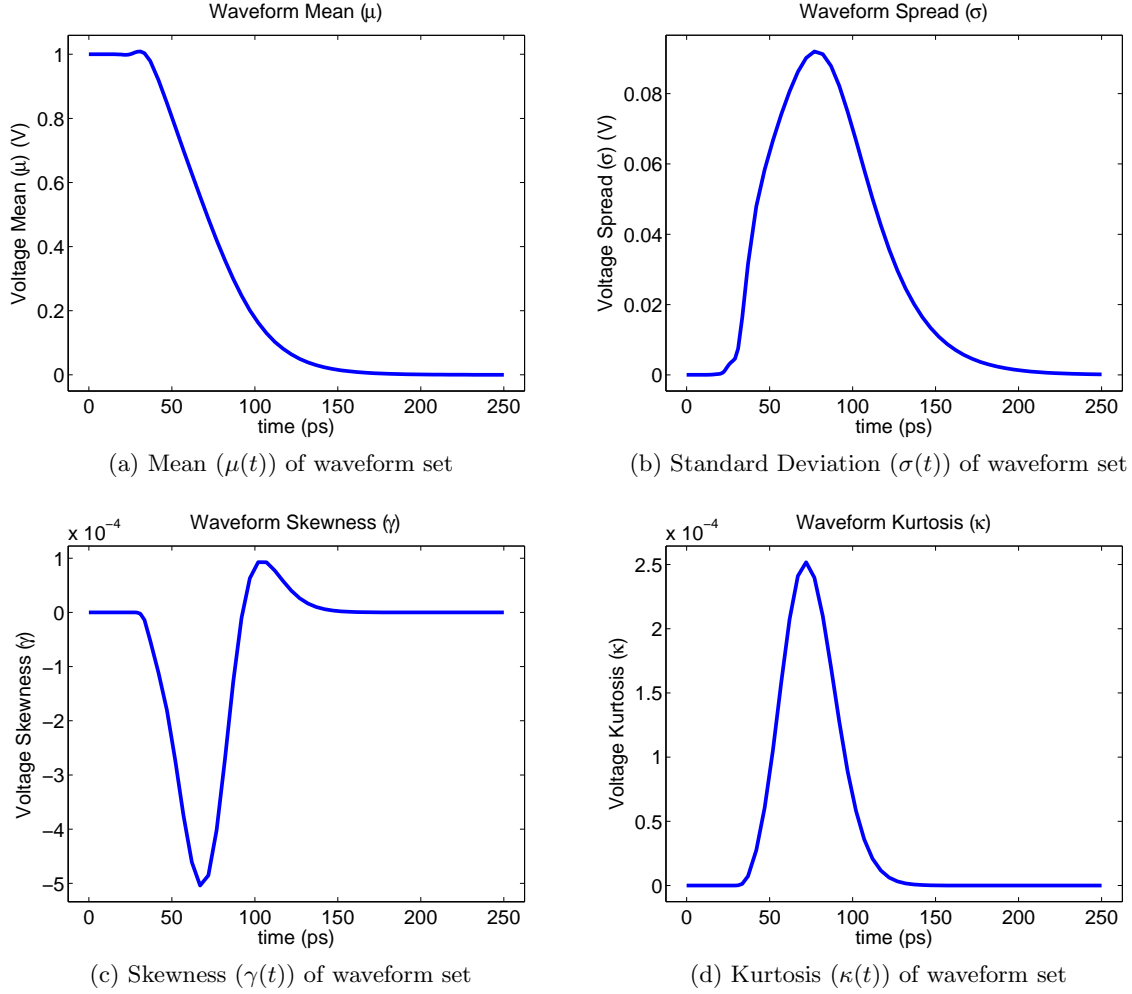 Waveform Mean (μ)
Voltage Mean (μ) (V)
1
0.8
0.6
0.4
0.2
0
0 50 100 150 200 250
time (ps)
(a) Mean (μ(t)) of waveform set
Waveform Spread (σ)
Voltage Spread (σ) (V)
0.08
0.06
0.04
0.02
0
0 50 100 150 200 250
time (ps)
(b) Standard Deviation (σ(t)) of waveform set
x 10⁻⁴
Waveform Skewness (γ)
Voltage Skewness (γ)
1
0
−1
−2
−3
−4
−5
0 50 100 150 200 250
time (ps)
(c) Skewness (γ(t)) of waveform set
x 10⁻⁴
Waveform Kurtosis (κ)
Voltage Kurtosis (κ)
2.5
2
1.5
1
0.5
0
0 50 100 150 200 250
time (ps)
(d) Kurtosis (κ(t)) of waveform set